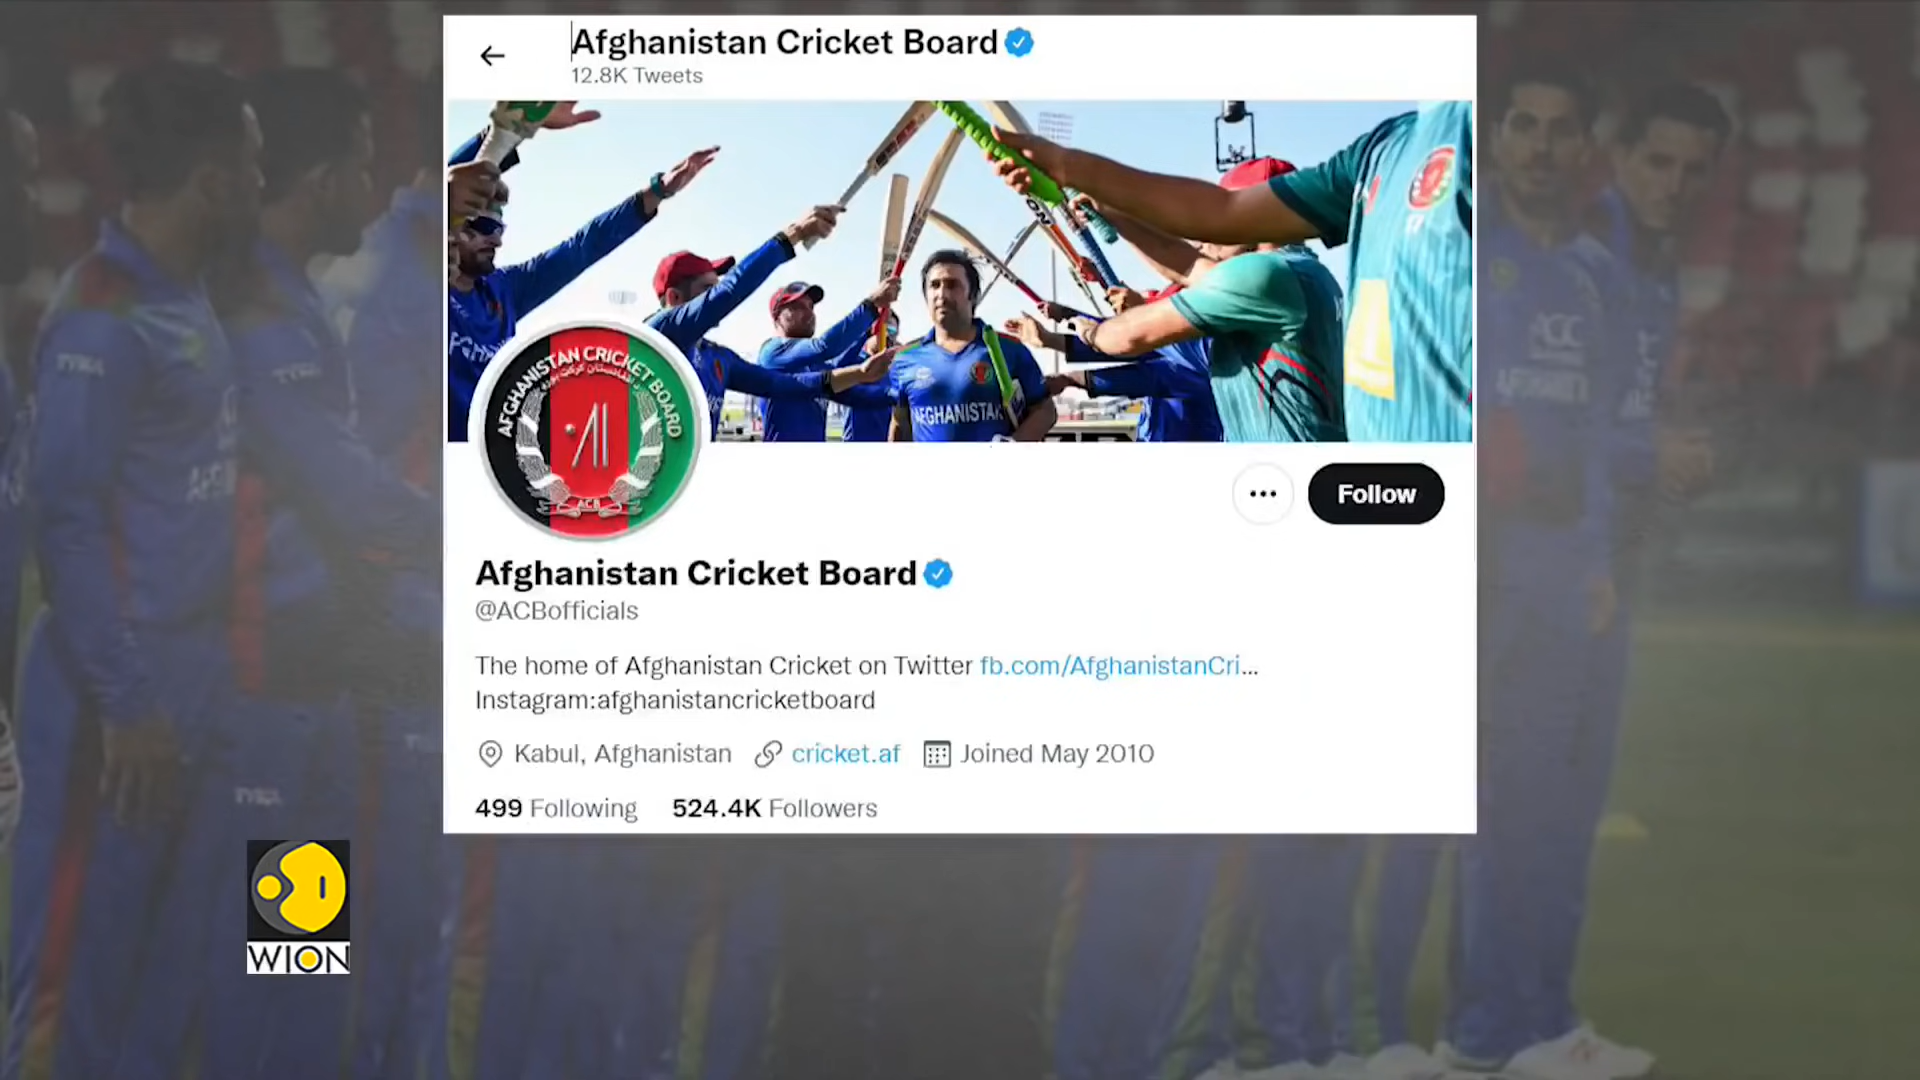 Afghanistan Cricket Board
12.8K Tweets
AFGHANISTAN
AFGHANISTAN CRICKET BOARD
ACB
Follow
Afghanistan Cricket Board
@ACBofficials
The home of Afghanistan Cricket on Twitter fb.com/AfghanistanCri...
Instagram:afghanistancricketboard
Kabul, Afghanistan cricket.af Joined May 2010
499 Following 524.4K Followers
WION